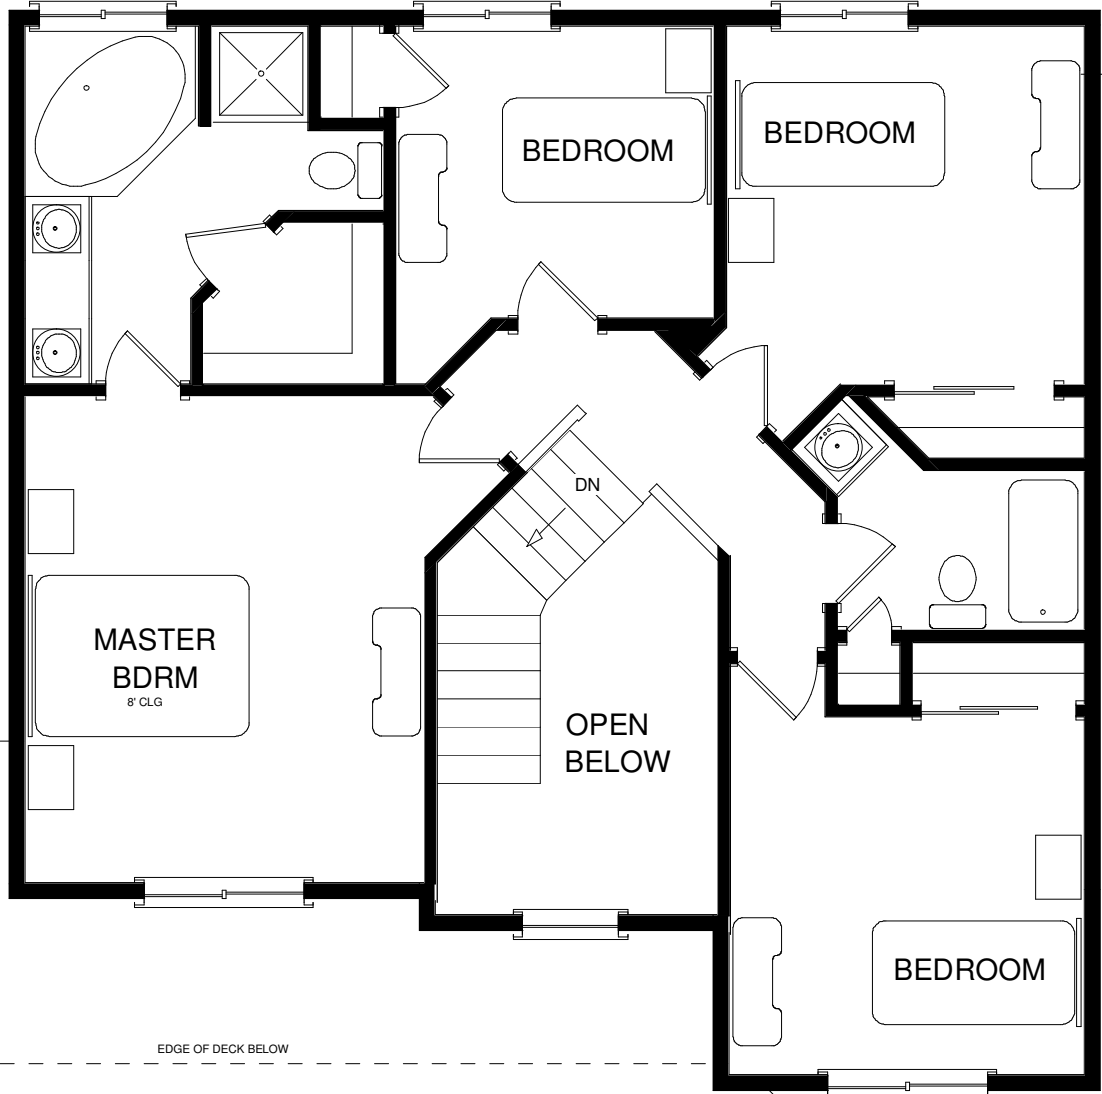 BEDROOM
BEDROOM
DN
MASTER
BDRM
8' CLG
OPEN
BELOW
BEDROOM
EDGE OF DECK BELOW